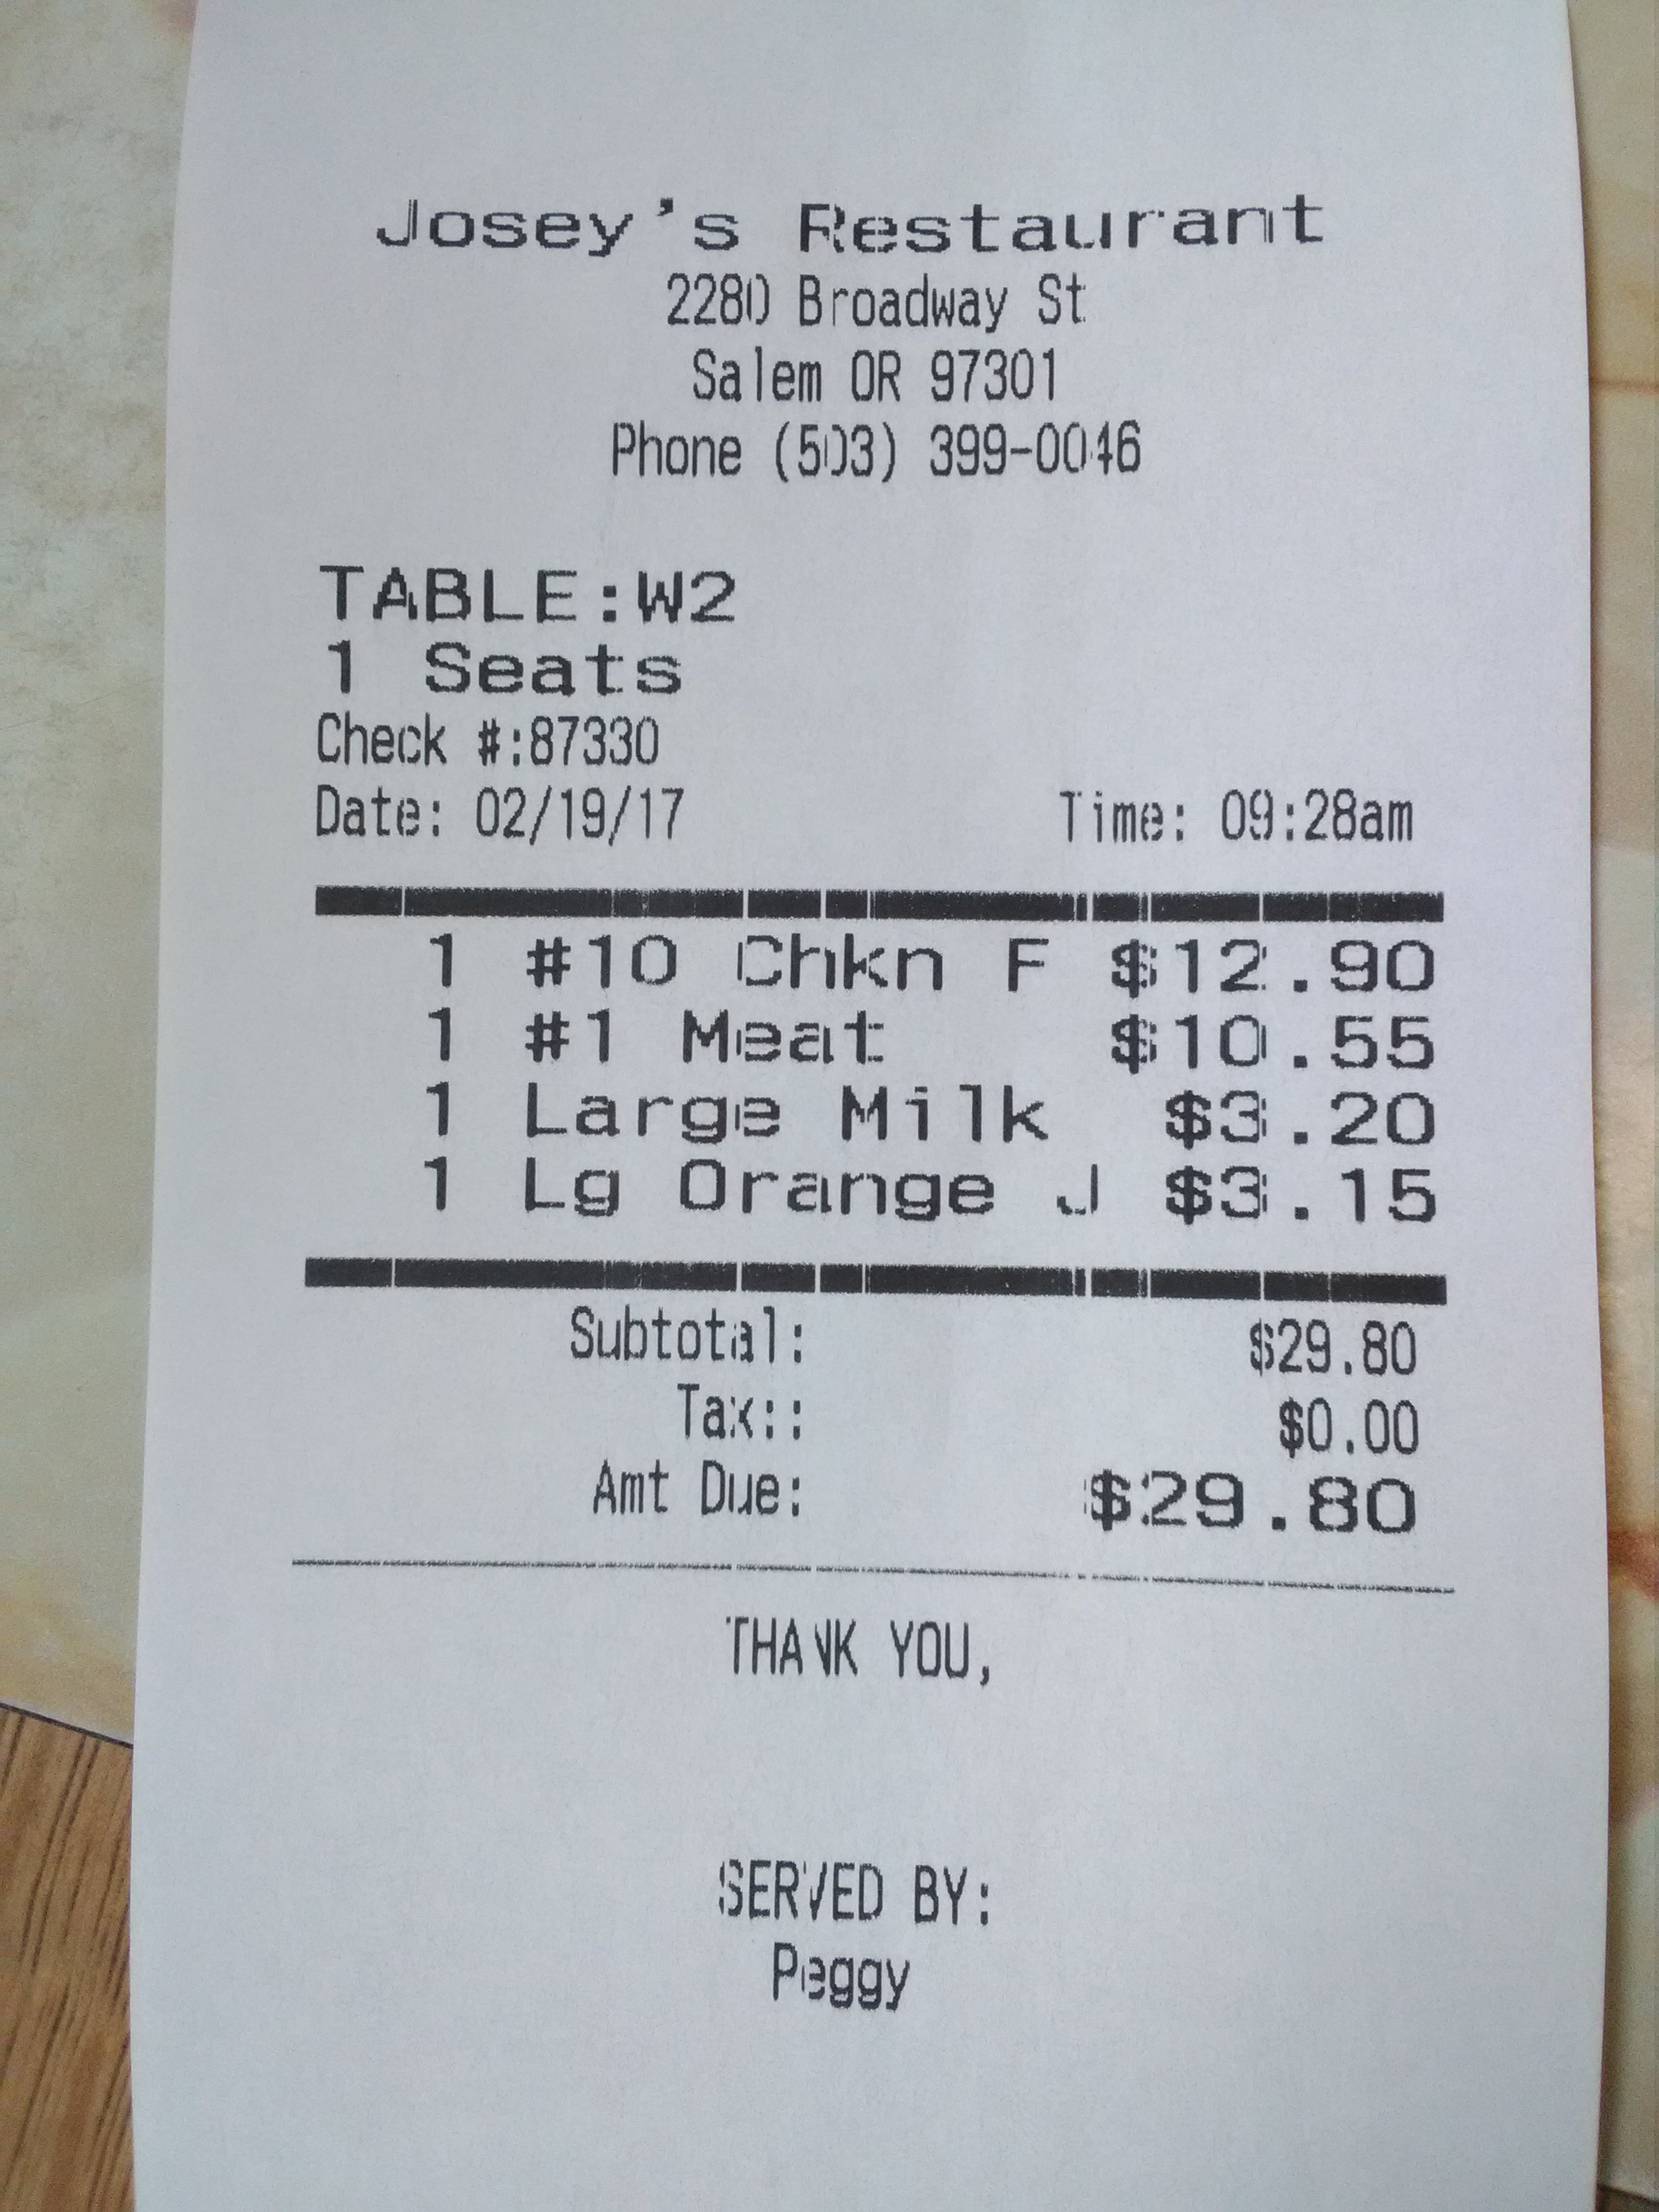 Josey's Restaurant
2280 Broadway St
Salem OR 97301
Phone (503) 399-0046
TABLE:W2
1 Seats
Check #:87330
Date: 02/19/17 Time: 09:28am
1 #10 Chkn F $12.90
1 #1 Meat $10.55
1 Large Milk $3.20
1 Lg Orange J $3.15
Subtotal: $29.80
Tax:: $0.00
Amt Due: $29.80
THANK YOU,
SERVED BY:
Peggy